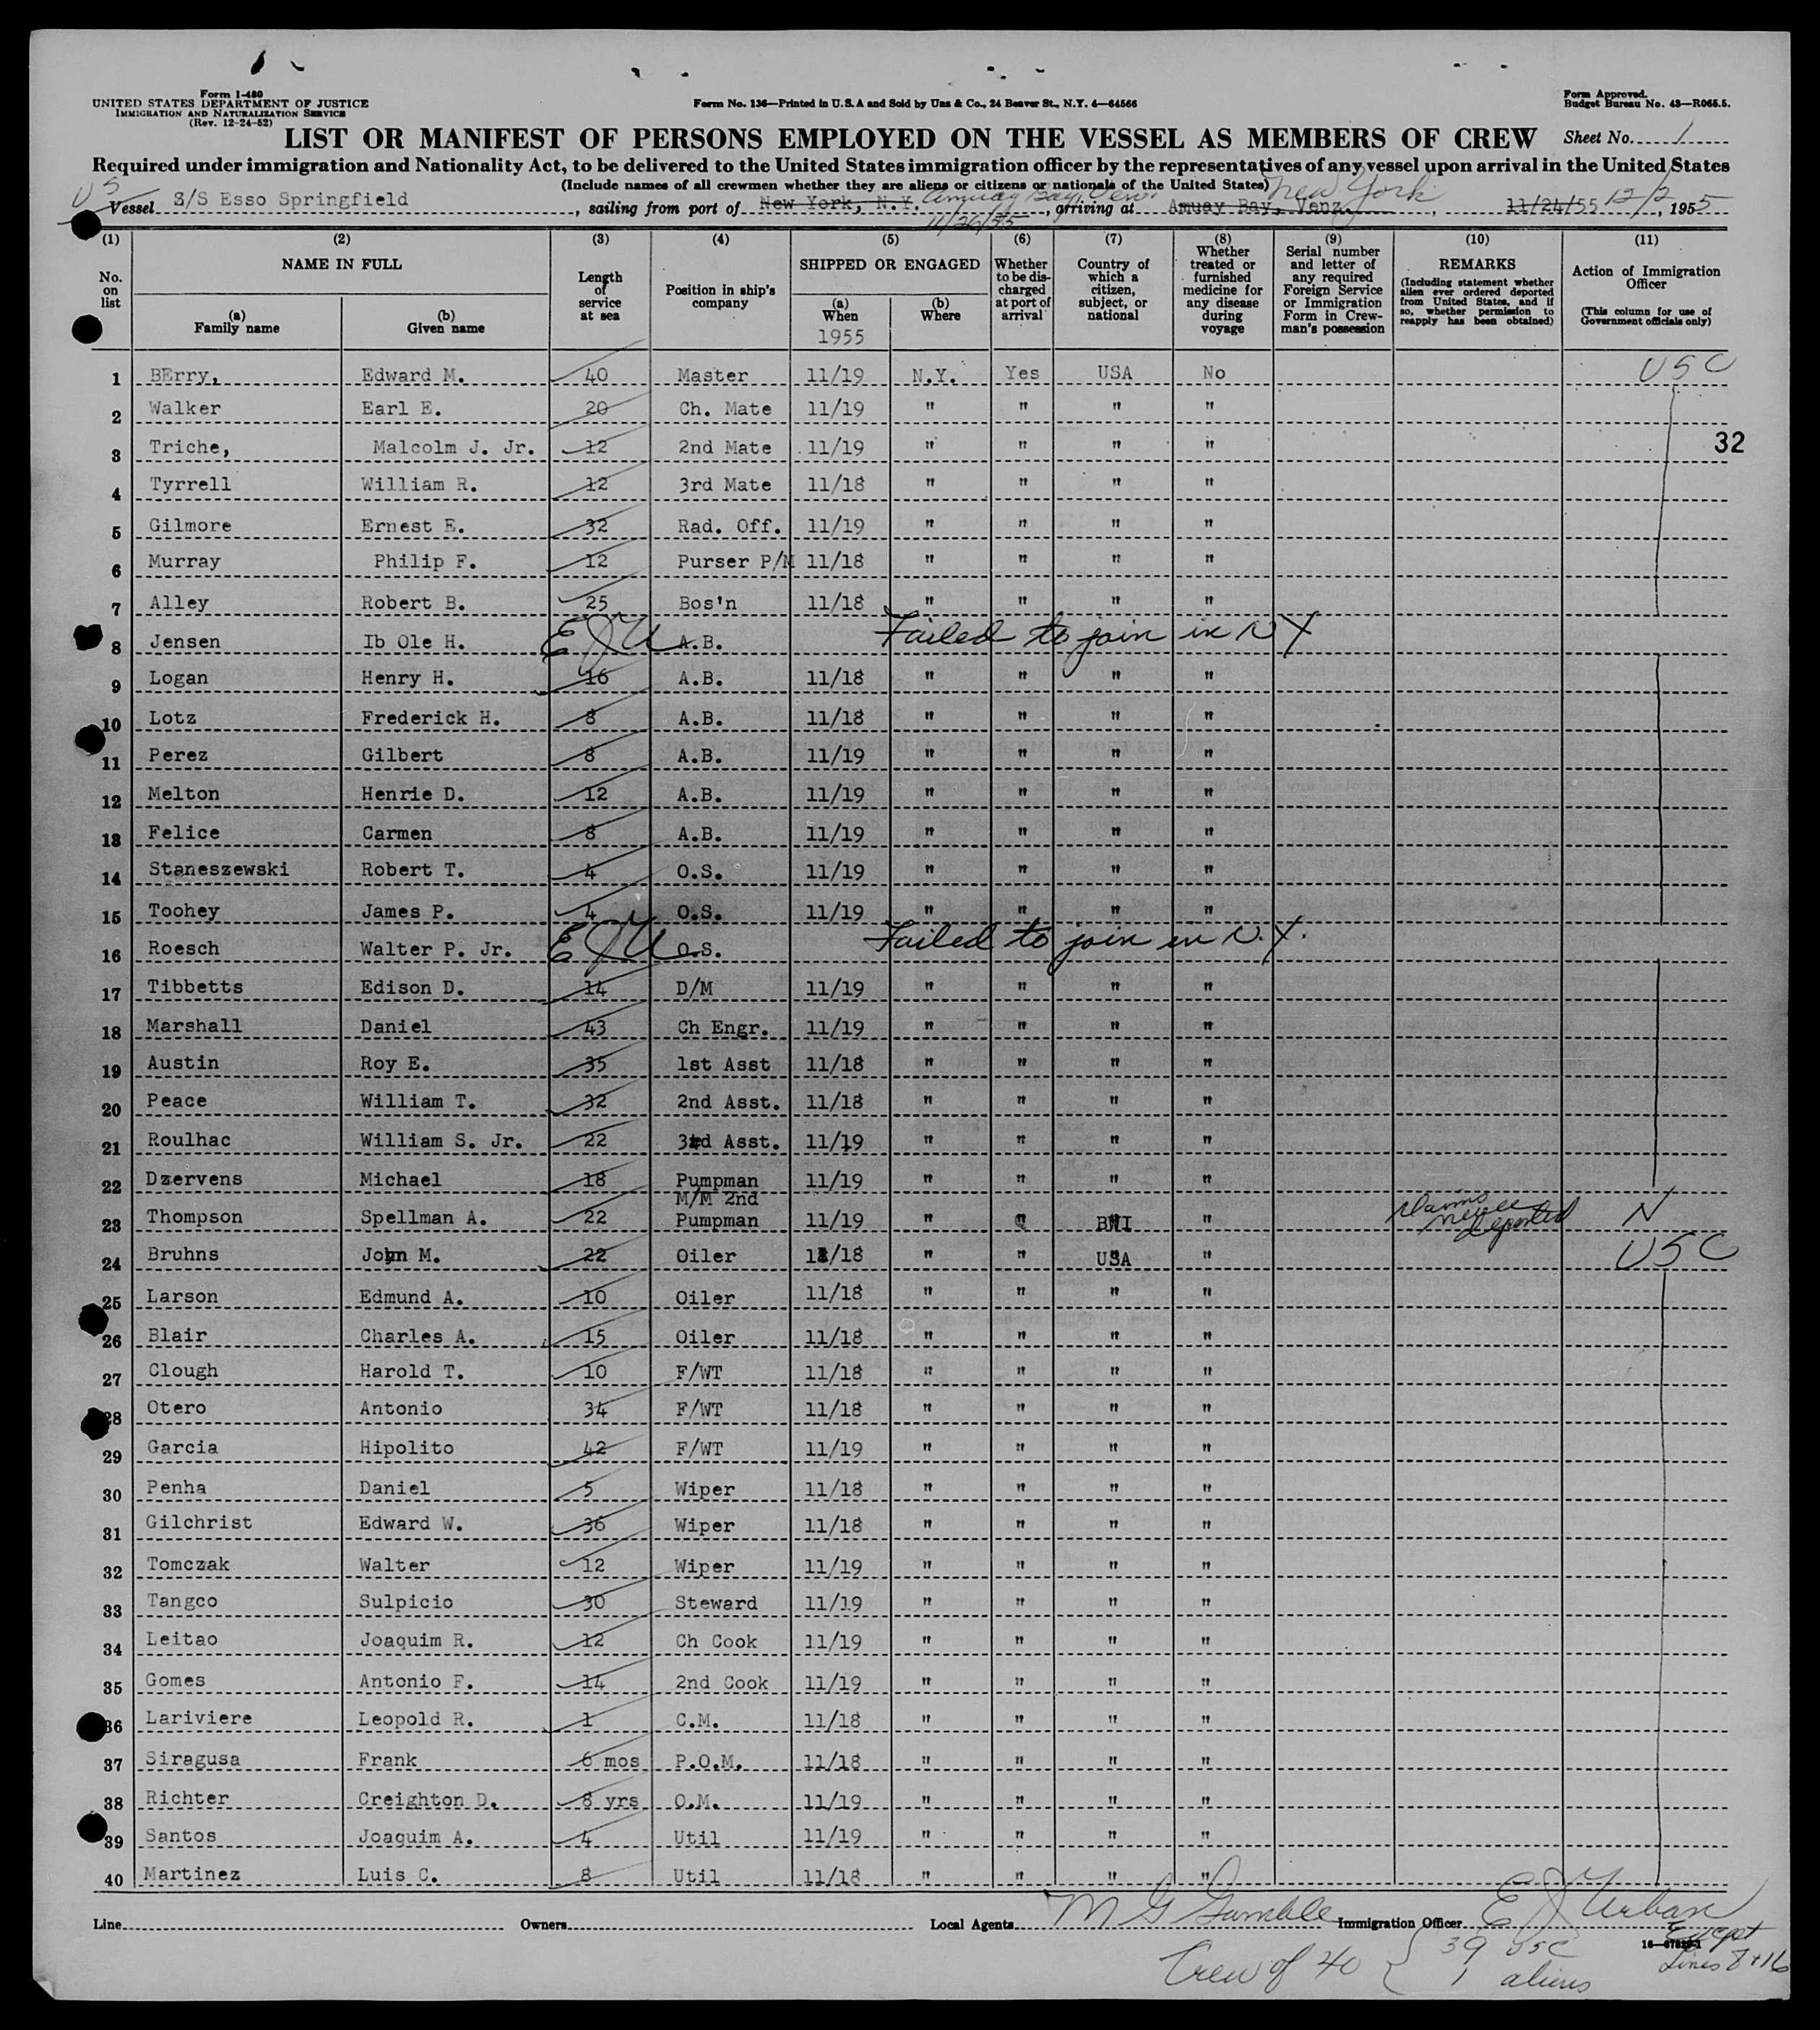 Form I-480
UNITED STATES DEPARTMENT OF JUSTICE
IMMIGRATION AND NATURALIZATION SERVICE
(Rev. 12-24-52)
Form No. 136—Printed in U.S.A and Sold by Unz & Co., 24 Beaver St., N.Y. 4—64566
Form Approved.
Budget Bureau No. 43—R065.5.
LIST OR MANIFEST OF PERSONS EMPLOYED ON THE VESSEL AS MEMBERS OF CREW
Sheet No. 1
Required under immigration and Nationality Act, to be delivered to the United States immigration officer by the representatives of any vessel upon arrival in the United States
(Include names of all crewmen whether they are aliens or citizens or nationals of the United States)
US Vessel S/S Esso Springfield, sailing from port of New York, N.Y. Amuay Bay, Ven. 11/26/55, arriving at Amuay Bay, Venz. New York, 11/24/55 12/2, 1955
(1) (2) (3) (4) (5) (6) (7) (8) (9) (10) (11)
No. on list
NAME IN FULL
(a) Family name
(b) Given name
Length of service at sea
Position in ship's company
SHIPPED OR ENGAGED
(a) When
1955
(b) Where
Whether to be discharged at port of arrival
Country of which a citizen, subject, or national
Whether treated or furnished medicine for any disease during voyage
Serial number and letter of any required Foreign Service or Immigration Form in Crewman's possession
REMARKS
(Including statement whether alien ever ordered deported from United States, and if so, whether permission to reapply has been obtained)
Action of Immigration Officer
(This column for use of Government officials only)
1 BErry, Edward M. 40 Master 11/19 N.Y. Yes USA No USC
2 Walker Earl E. 20 Ch. Mate 11/19 " " " "
3 Triche, Malcolm J. Jr. 12 2nd Mate 11/19 " " " " 32
4 Tyrrell William R. 12 3rd Mate 11/18 " " " "
5 Gilmore Ernest E. 32 Rad. Off. 11/19 " " " "
6 Murray Philip F. 12 Purser P/M 11/18 " " " "
7 Alley Robert B. 25 Bos'n 11/18 " " " "
8 Jensen Ib Ole H. EJU A.B. Failed to join in NY
9 Logan Henry H. 16 A.B. 11/18 " " " "
10 Lotz Frederick H. 8 A.B. 11/18 " " " "
11 Perez Gilbert 8 A.B. 11/19 " " " "
12 Melton Henrie D. 12 A.B. 11/19 " " " "
13 Felice Carmen 8 A.B. 11/19 " " " "
14 Staneszewski Robert T. 4 O.S. 11/19 " " " "
15 Toohey James P. 4 O.S. 11/19 " " " "
16 Roesch Walter P. Jr. EJU O.S. Failed to join in N.Y.
17 Tibbetts Edison D. 14 D/M 11/19 " " " "
18 Marshall Daniel 43 Ch Engr. 11/19 " " " "
19 Austin Roy E. 35 1st Asst 11/18 " " " "
20 Peace William T. 32 2nd Asst. 11/18 " " " "
21 Roulhac William S. Jr. 22 3rd Asst. 11/19 " " " "
22 Dzervens Michael 18 Pumpman 11/19 " " " "
23 Thompson Spellman A. 22 M/M 2nd Pumpman 11/19 " " BWI " claims never deported N
24 Bruhns John M. 22 Oiler 11/18 " " USA " USC
25 Larson Edmund A. 10 Oiler 11/18 " " " "
26 Blair Charles A. 15 Oiler 11/18 " " " "
27 Clough Harold T. 10 F/WT 11/18 " " " "
28 Otero Antonio 34 F/WT 11/18 " " " "
29 Garcia Hipolito 42 F/WT 11/19 " " " "
30 Penha Daniel 5 Wiper 11/18 " " " "
31 Gilchrist Edward W. 36 Wiper 11/18 " " " "
32 Tomczak Walter 12 Wiper 11/19 " " " "
33 Tangco Sulpicio 30 Steward 11/19 " " " "
34 Leitao Joaquim R. 12 Ch Cook 11/19 " " " "
35 Gomes Antonio F. 14 2nd Cook 11/19 " " " "
36 Lariviere Leopold R. 1 C.M. 11/18 " " " "
37 Siragusa Frank 6 mos P.O.M. 11/18 " " " "
38 Richter Creighton D. 8 yrs O.M. 11/19 " " " "
39 Santos Joaquim A. 4 Util 11/19 " " " "
40 Martinez Luis C. 8 Util 11/18 " " " "
Line Owners Local Agents M G Gamble Immigration Officer E J Urban
Except Lines 8+16
Crew of 40 { 39 USC
1 aliens